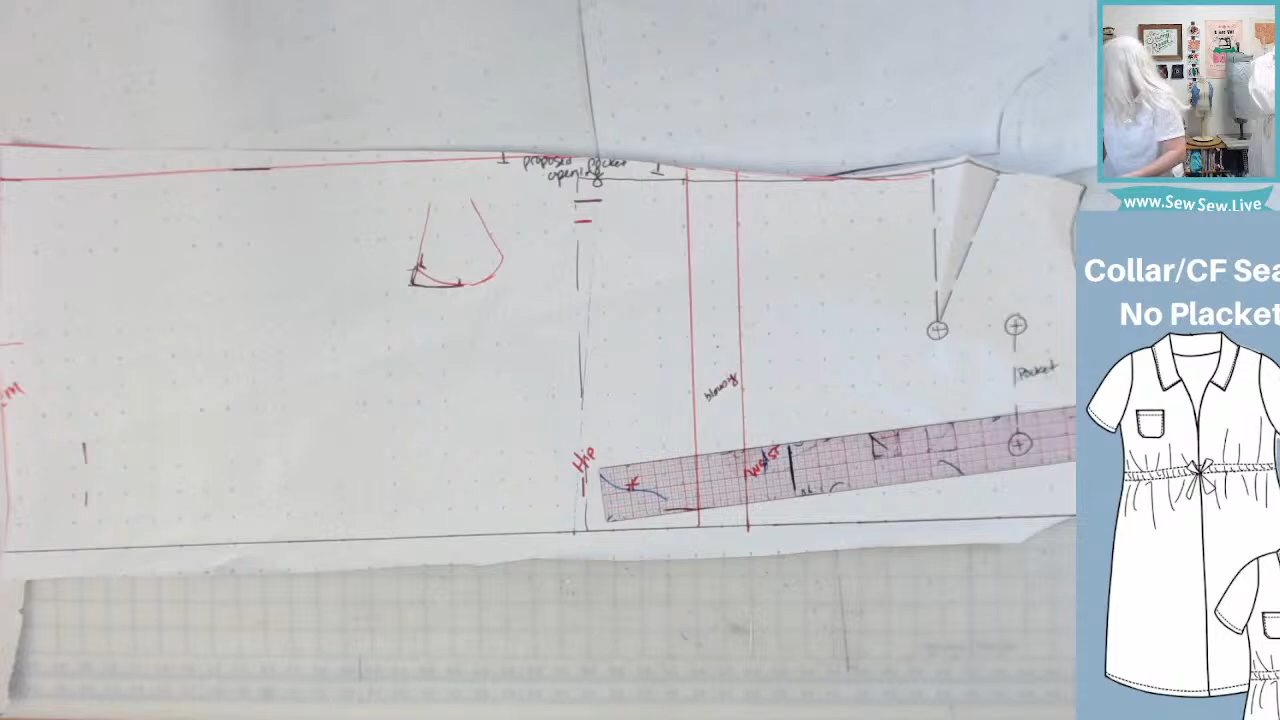 proposed pocket
opening
Hip
blousy
Waist
Pocket
www.SewSew.Live
Collar/CF Sea
No Placket